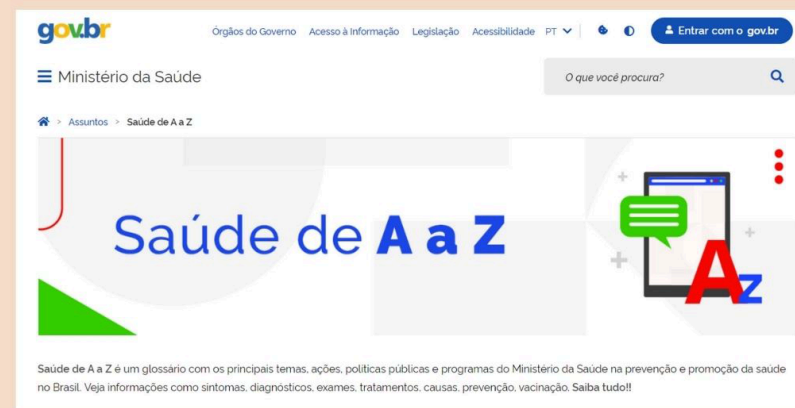 gov.br
Órgãos do Governo Acesso à Informação Legislação Acessibilidade PT Entrar com o gov.br
Ministério da Saúde O que você procura?
> Assuntos > Saúde de A a Z
Saúde de A a Z
A
Z
Saúde de A a Z é um glossário com os principais temas, ações, políticas públicas e programas do Ministério da Saúde na prevenção e promoção da saúde
no Brasil. Veja informações como sintomas, diagnósticos, exames, tratamentos, causas, prevenção, vacinação. Saiba tudo!!